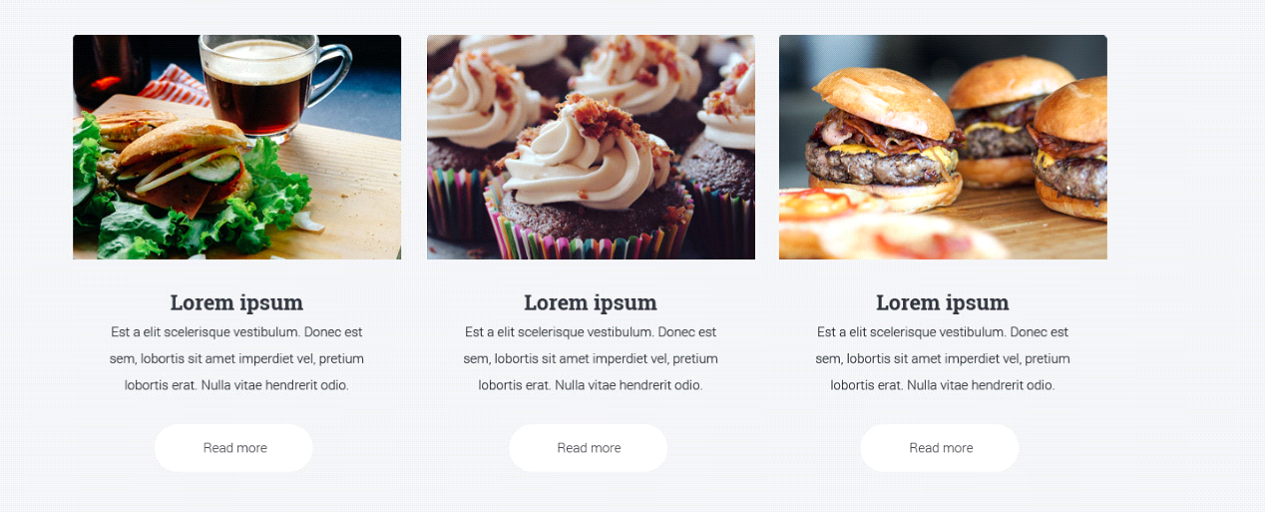 Lorem ipsum
Est a elit scelerisque vestibulum. Donec est
sem, lobortis sit amet imperdiet vel, pretium
lobortis erat. Nulla vitae hendrerit odio.
Read more
Lorem ipsum
Est a elit scelerisque vestibulum. Donec est
sem, lobortis sit amet imperdiet vel, pretium
lobortis erat. Nulla vitae hendrerit odio.
Read more
Lorem ipsum
Est a elit scelerisque vestibulum. Donec est
sem, lobortis sit amet imperdiet vel, pretium
lobortis erat. Nulla vitae hendrerit odio.
Read more